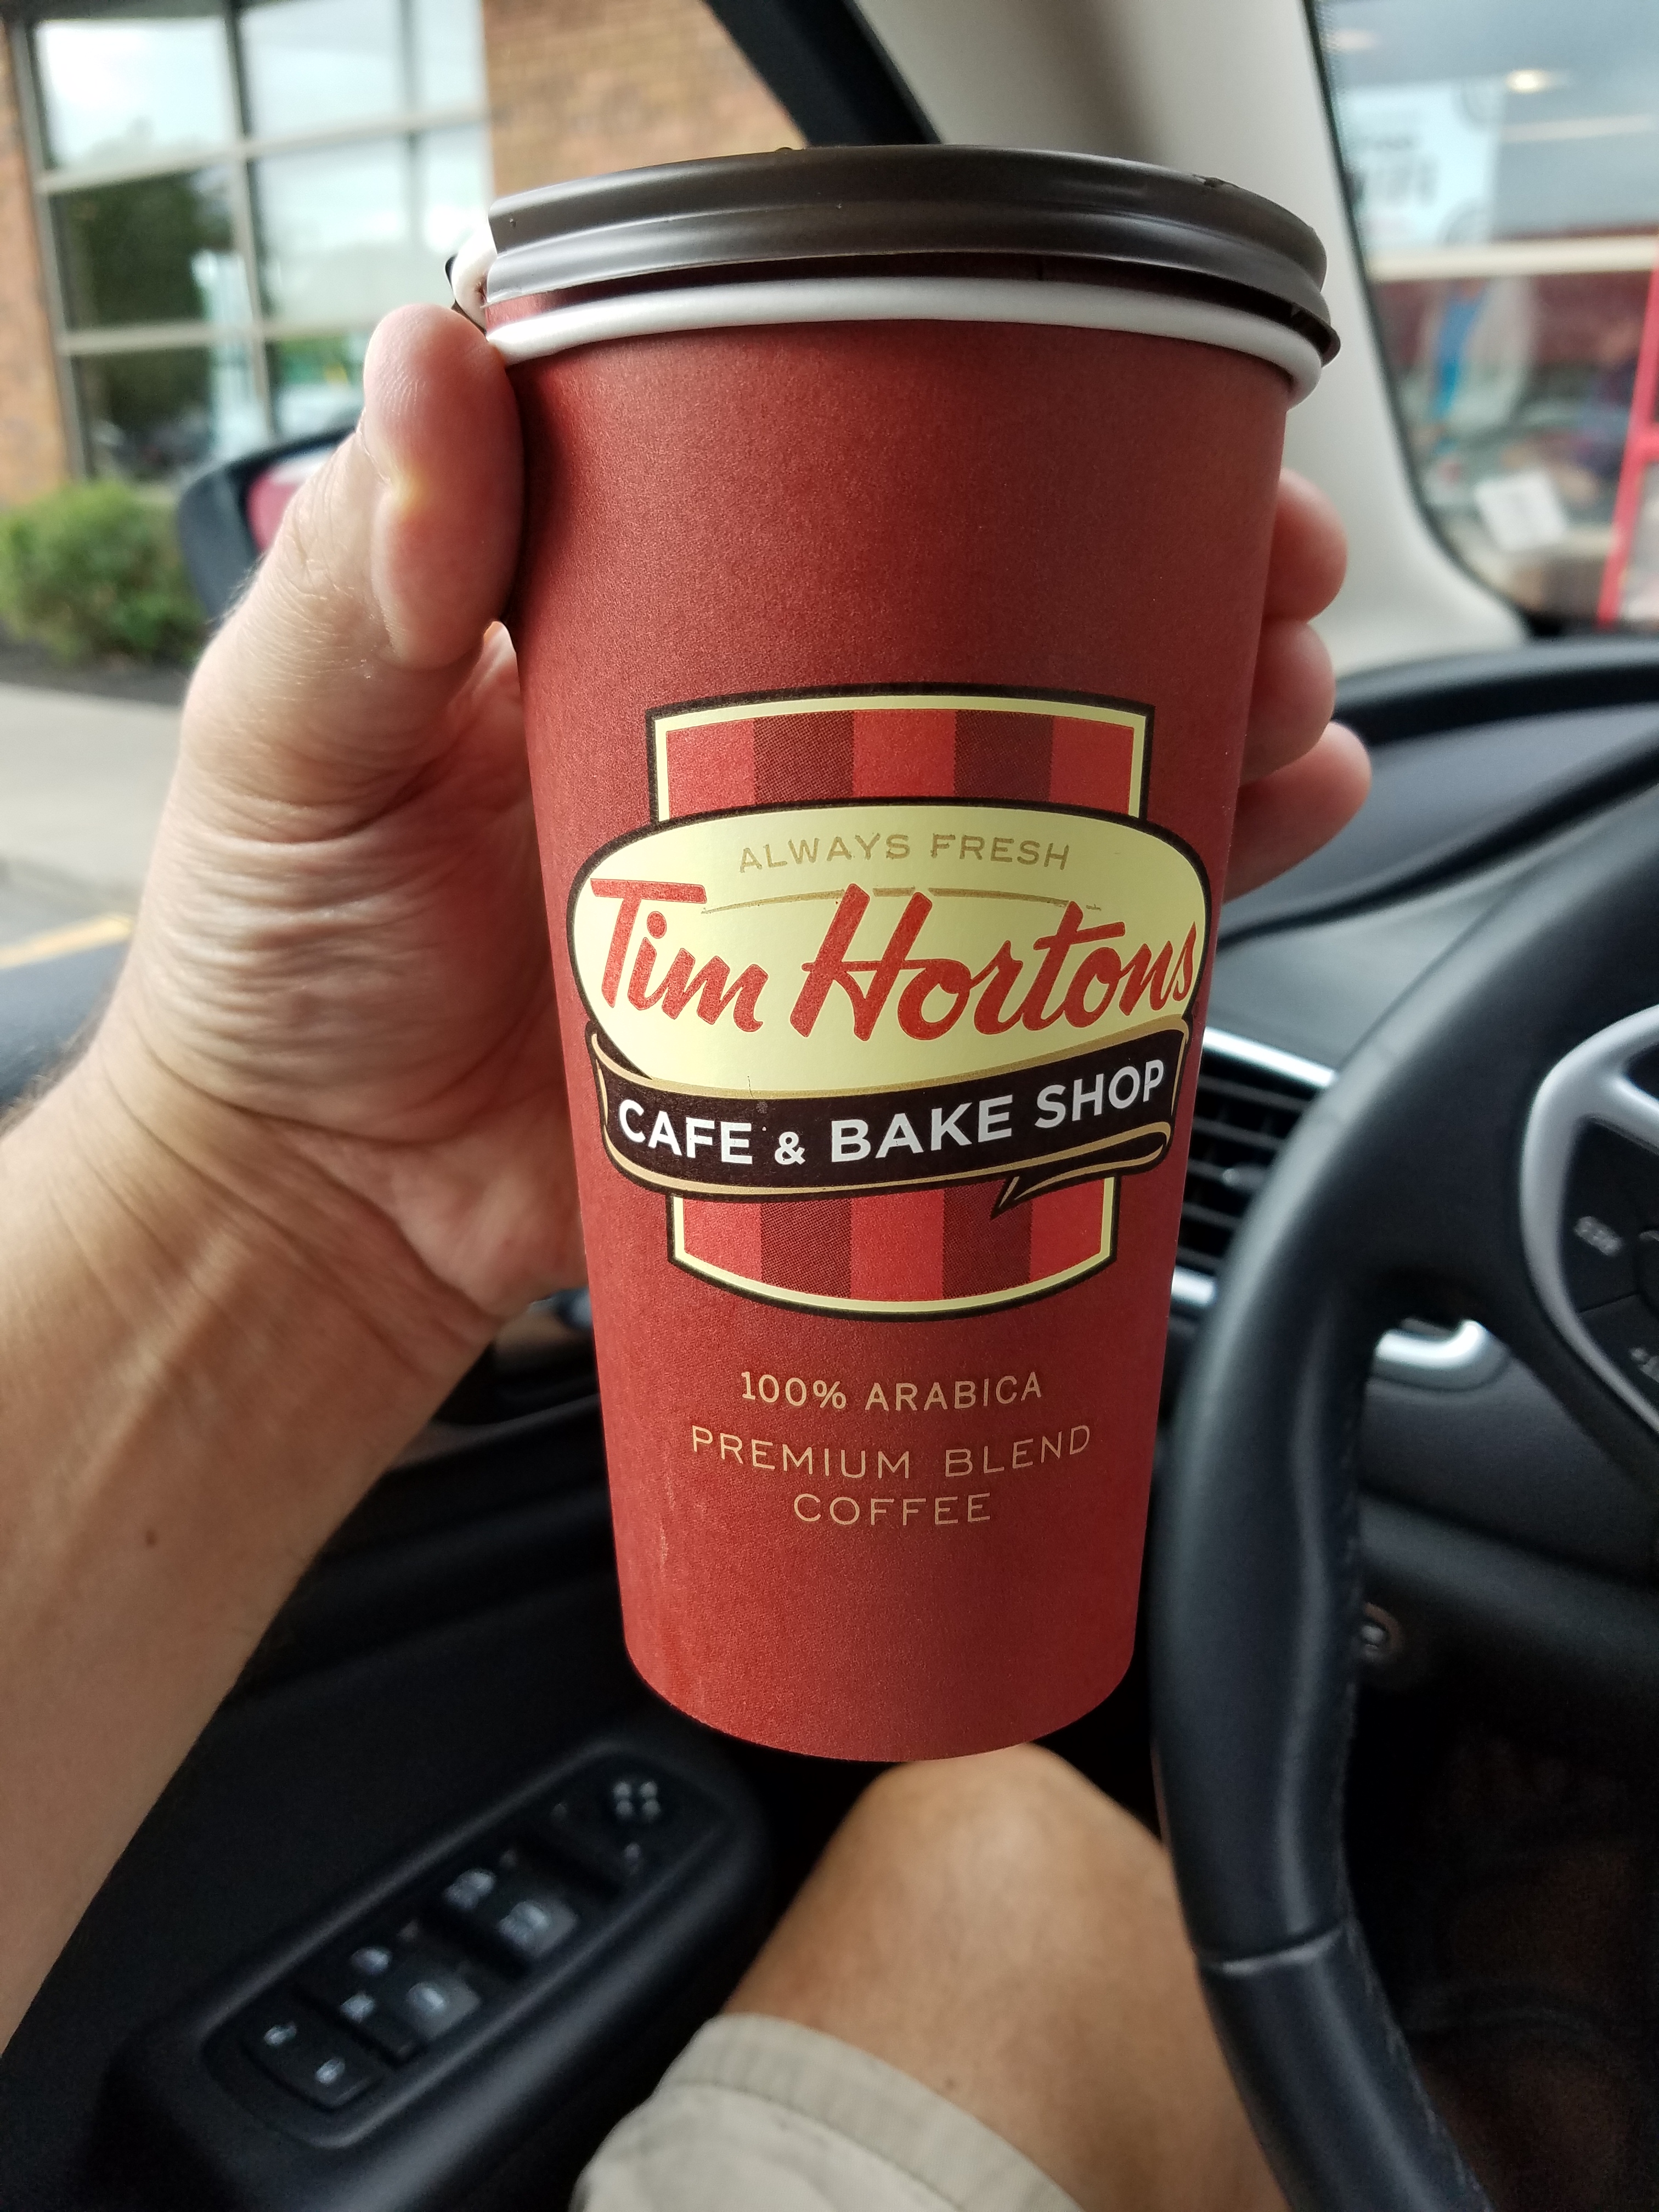 ALWAYS FRESH
Tim Hortons
CAFE & BAKE SHOP
100% ARABICA
PREMIUM BLEND
COFFEE